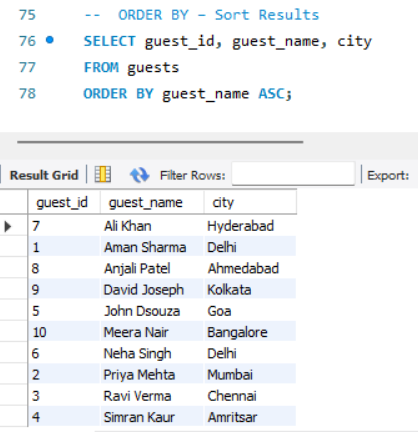 75 -- ORDER BY – Sort Results
76 SELECT guest_id, guest_name, city
77 FROM guests
78 ORDER BY guest_name ASC;
Result Grid Filter Rows: Export:
guest_id guest_name city
7 Ali Khan Hyderabad
1 Aman Sharma Delhi
8 Anjali Patel Ahmedabad
9 David Joseph Kolkata
5 John Dsouza Goa
10 Meera Nair Bangalore
6 Neha Singh Delhi
2 Priya Mehta Mumbai
3 Ravi Verma Chennai
4 Simran Kaur Amritsar